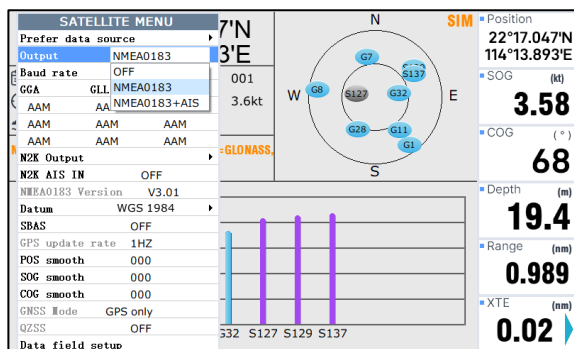 SATELLITE MENU
Prefer data source
Output NMEA0183
OFF
NMEA0183
NMEA0183+AIS
Baud rate
GGA GLL
AAM
AAM AAM AAM
AAM AAM AAM
N2K Output
N2K AIS IN OFF
NMEA0183 Version V3.01
Datum WGS 1984
SBAS OFF
GPS update rate 1HZ
POS smooth 000
SOG smooth 000
COG smooth 000
GNSS Mode GPS only
QZSS OFF
Data field setup
7'N
3'E
001
3.6kt
=GLONASS,
SIM
N
W
E
S
G7
S137
G8
S127
G32
G28
G11
G1
S127 S129 S137
Position
22°17.047'N
114°13.893'E
SOG (kt)
3.58
COG (°)
68
Depth (m)
19.4
Range (nm)
0.989
XTE (nm)
0.02